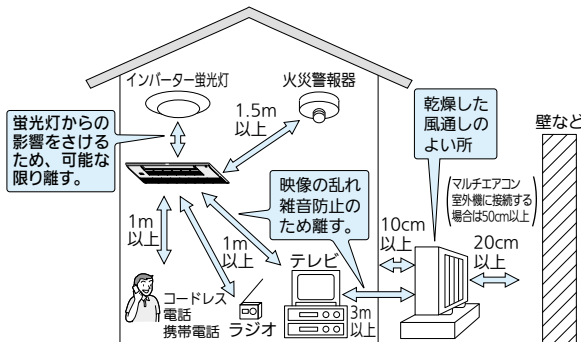 インバーター蛍光灯
火災警報器
蛍光灯からの
影響をさける
ため、可能な
限り離す。
1.5m
以上
乾燥した
風通しの
よい所
壁など
マルチエアコン
室外機に接続する
場合は50cm以上
映像の乱れ
雑音防止の
ため離す。
1m
以上
1m
以上
10cm
以上
20cm
以上
テレビ
コードレス
電話
携帯電話
ラジオ
3m
以上